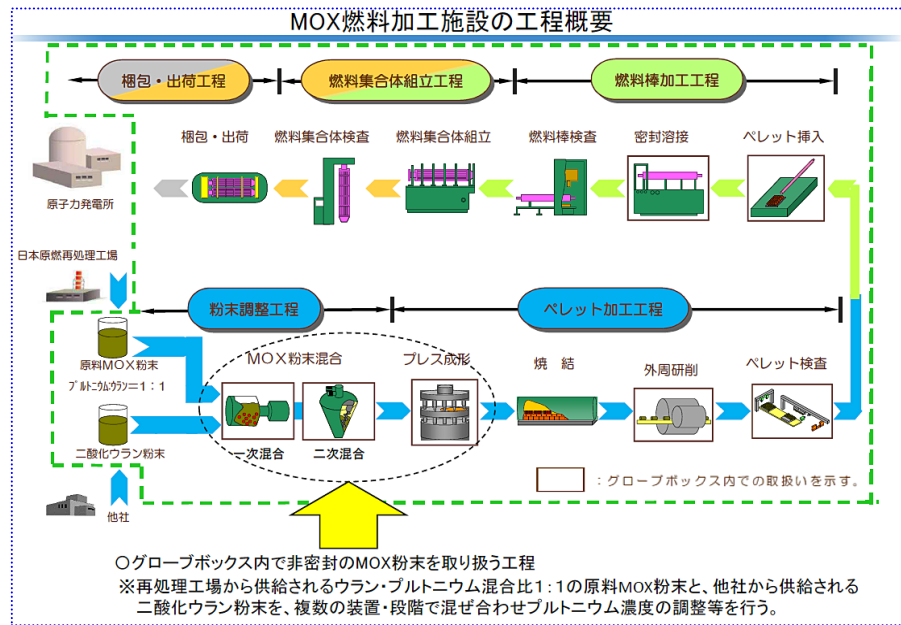 MOX燃料加工施設の工程概要
梱包・出荷工程
燃料集合体組立工程
燃料棒加工工程
梱包・出荷
燃料集合体検査
燃料集合体組立
燃料棒検査
密封溶接
ペレット挿入
原子力発電所
日本原燃再処理工場
粉末調整工程
ペレット加工工程
原料MOX粉末
プルトニウム:ウラン=1:1
MOX粉末混合
プレス成形
焼 結
外周研削
ペレット検査
一次混合
二次混合
二酸化ウラン粉末
他社
:グローブボックス内での取扱いを示す。
○グローブボックス内で非密封のMOX粉末を取り扱う工程
※再処理工場から供給されるウラン・プルトニウム混合比1:1の原料MOX粉末と、他社から供給される
二酸化ウラン粉末を、複数の装置・段階で混ぜ合わせプルトニウム濃度の調整等を行う。